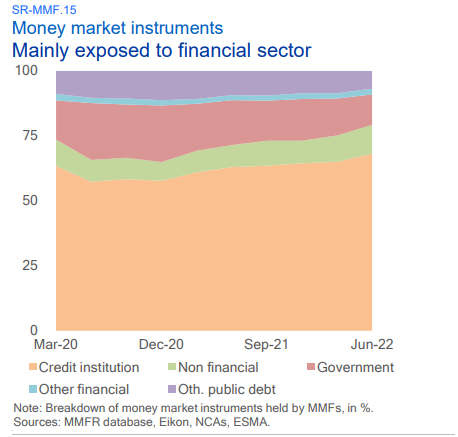 SR-MMF.15
Money market instruments
Mainly exposed to financial sector
100
75
50
25
0
Mar-20 Dec-20 Sep-21 Jun-22
Credit institution Non financial Government
Other financial Oth. public debt
Note: Breakdown of money market instruments held by MMFs, in %.
Sources: MMFR database, Eikon, NCAs, ESMA.